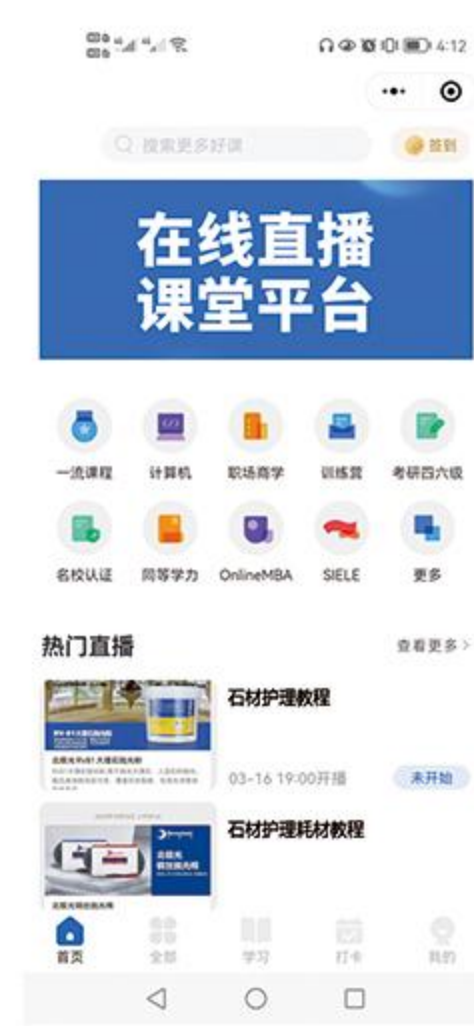 4:12
搜索更多好课
签到
在线直播
课堂平台
一流课程
计算机
职场商学
训练营
考研四六级
名校认证
同等学力
OnlineMBA
SIELE
更多
热门直播
查看更多 >
石材护理教程
03-16 19:00开播
未开始
石材护理耗材教程
首页
全部
学习
打卡
我的